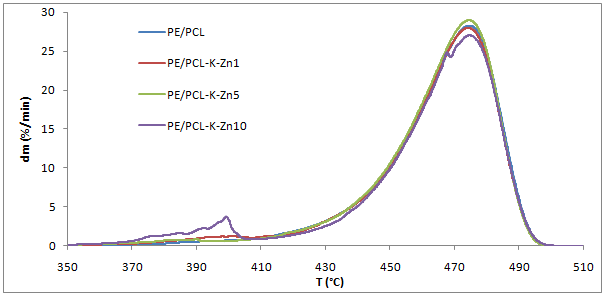 30
25
20
15
10
5
0
dm (%/min)
PE/PCL
PE/PCL-K-Zn1
PE/PCL-K-Zn5
PE/PCL-K-Zn10
350 370 390 410 430 450 470 490 510
T (°C)